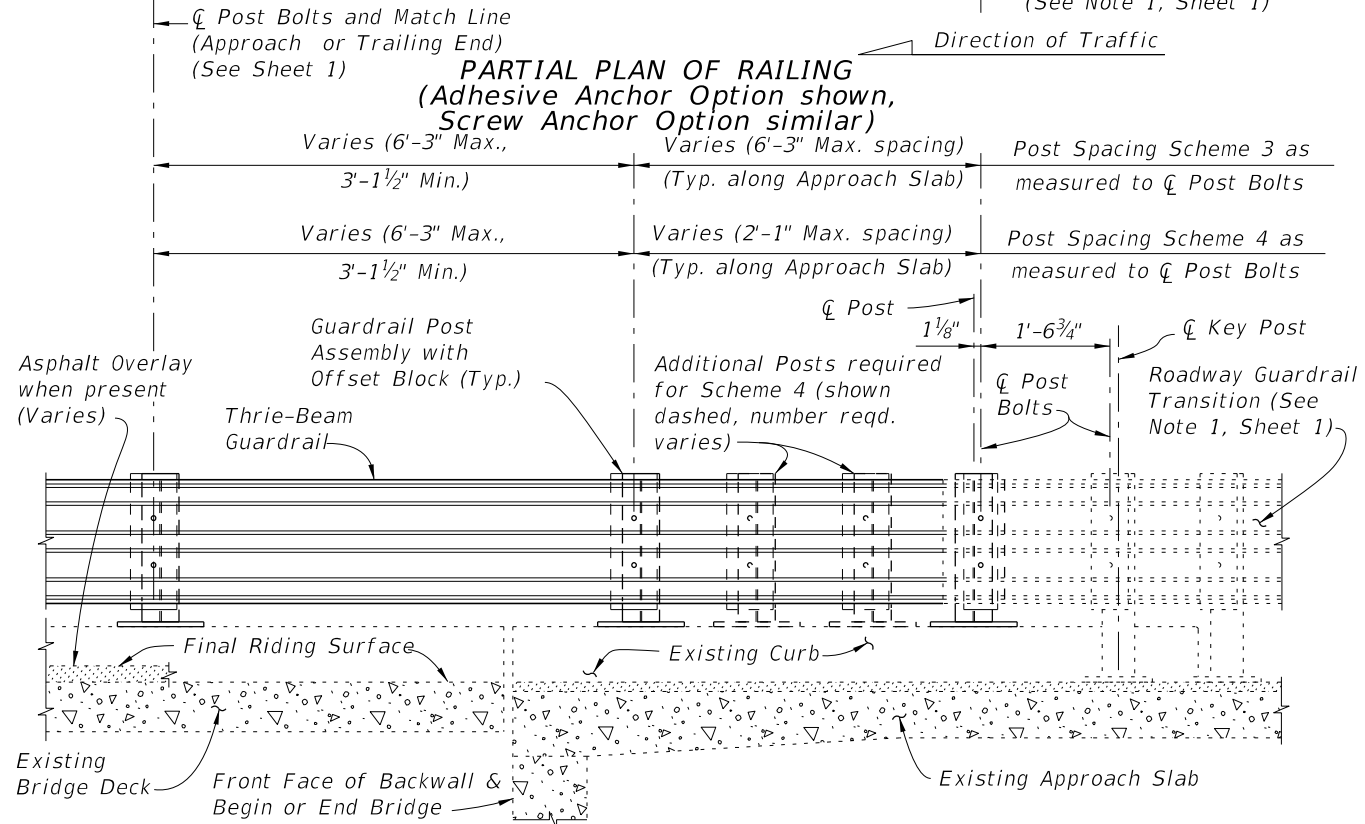 ℄ Post Bolts and Match Line
(Approach or Trailing End)
(See Sheet 1)
(See Note 1, Sheet 1)
Direction of Traffic
PARTIAL PLAN OF RAILING
(Adhesive Anchor Option shown,
Screw Anchor Option similar)
Varies (6'-3" Max.,
3'-1½" Min.)
Varies (6'-3" Max. spacing)
(Typ. along Approach Slab)
Post Spacing Scheme 3 as
measured to ℄ Post Bolts
Varies (6'-3" Max.,
3'-1½" Min.)
Varies (2'-1" Max. spacing)
(Typ. along Approach Slab)
Post Spacing Scheme 4 as
measured to ℄ Post Bolts
℄ Post
1⅛"
1'-6¾"
℄ Key Post
Asphalt Overlay
when present
(Varies)
Guardrail Post
Assembly with
Offset Block (Typ.)
Thrie-Beam
Guardrail
Additional Posts required
for Scheme 4 (shown
dashed, number reqd.
varies)
℄ Post
Bolts
Roadway Guardrail
Transition (See
Note 1, Sheet 1)
Final Riding Surface
Existing Curb
Existing
Bridge Deck
Front Face of Backwall &
Begin or End Bridge
Existing Approach Slab